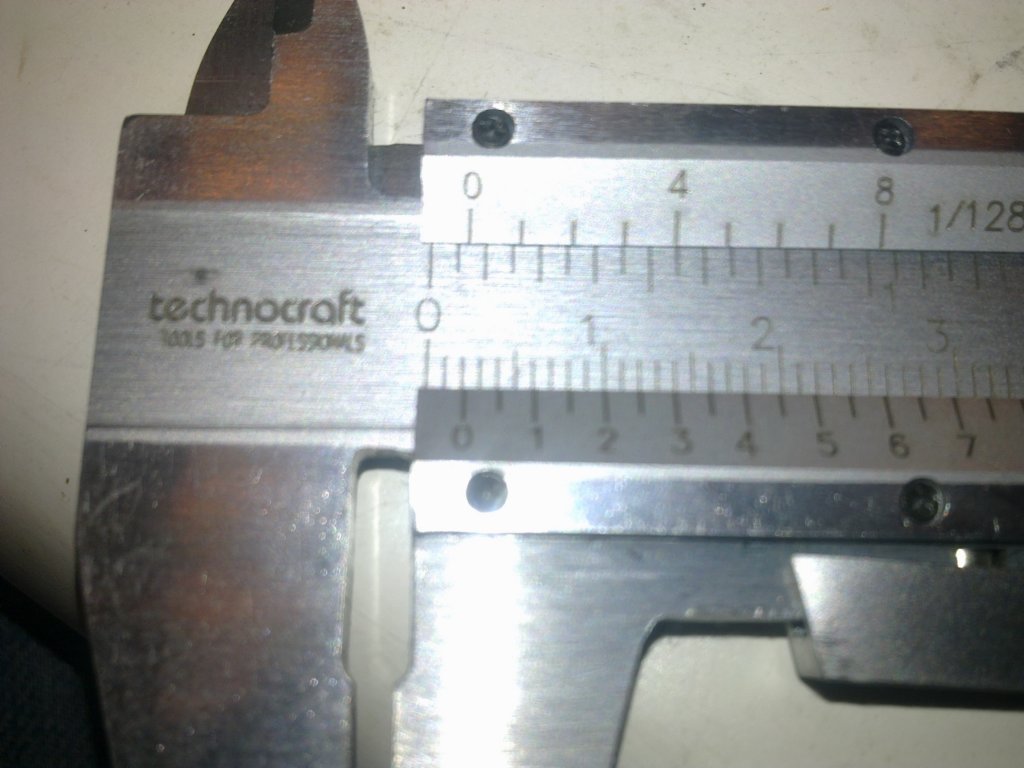 0 4 8 1/128
technocraft
TOOLS FOR PROFESSIONALS
0 1 2 3
0 1 2 3 4 5 6 7